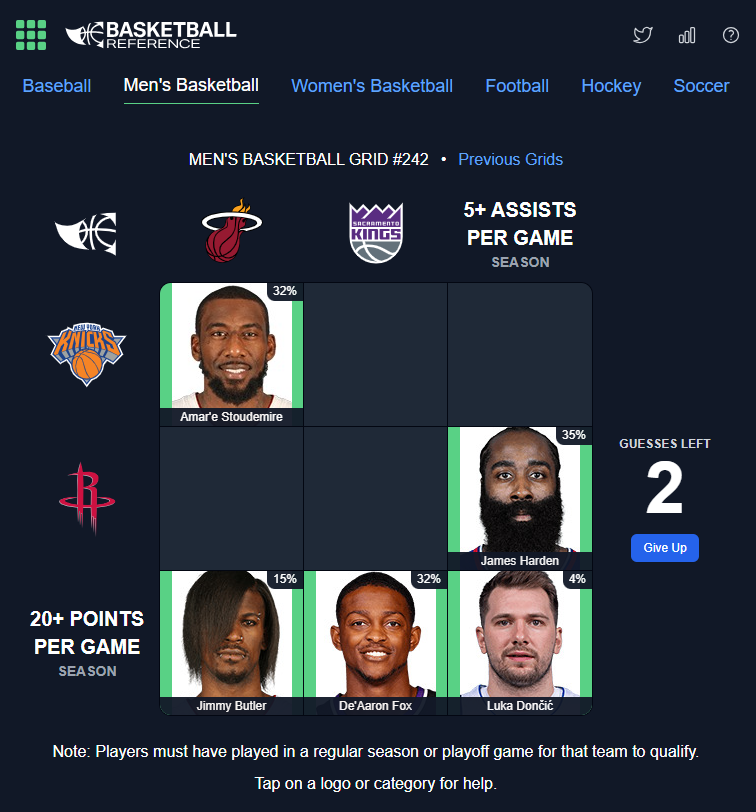 BASKETBALL
REFERENCE
Baseball Men's Basketball Women's Basketball Football Hockey Soccer
MEN'S BASKETBALL GRID #242 • Previous Grids
SACRAMENTO
KINGS
5+ ASSISTS
PER GAME
SEASON
NEW YORK
KNICKS
32%
Amar'e Stoudemire
R
35%
James Harden
GUESSES LEFT
2
Give Up
20+ POINTS
PER GAME
SEASON
15%
Jimmy Butler
32%
De'Aaron Fox
4%
Luka Dončić
Note: Players must have played in a regular season or playoff game for that team to qualify.
Tap on a logo or category for help.